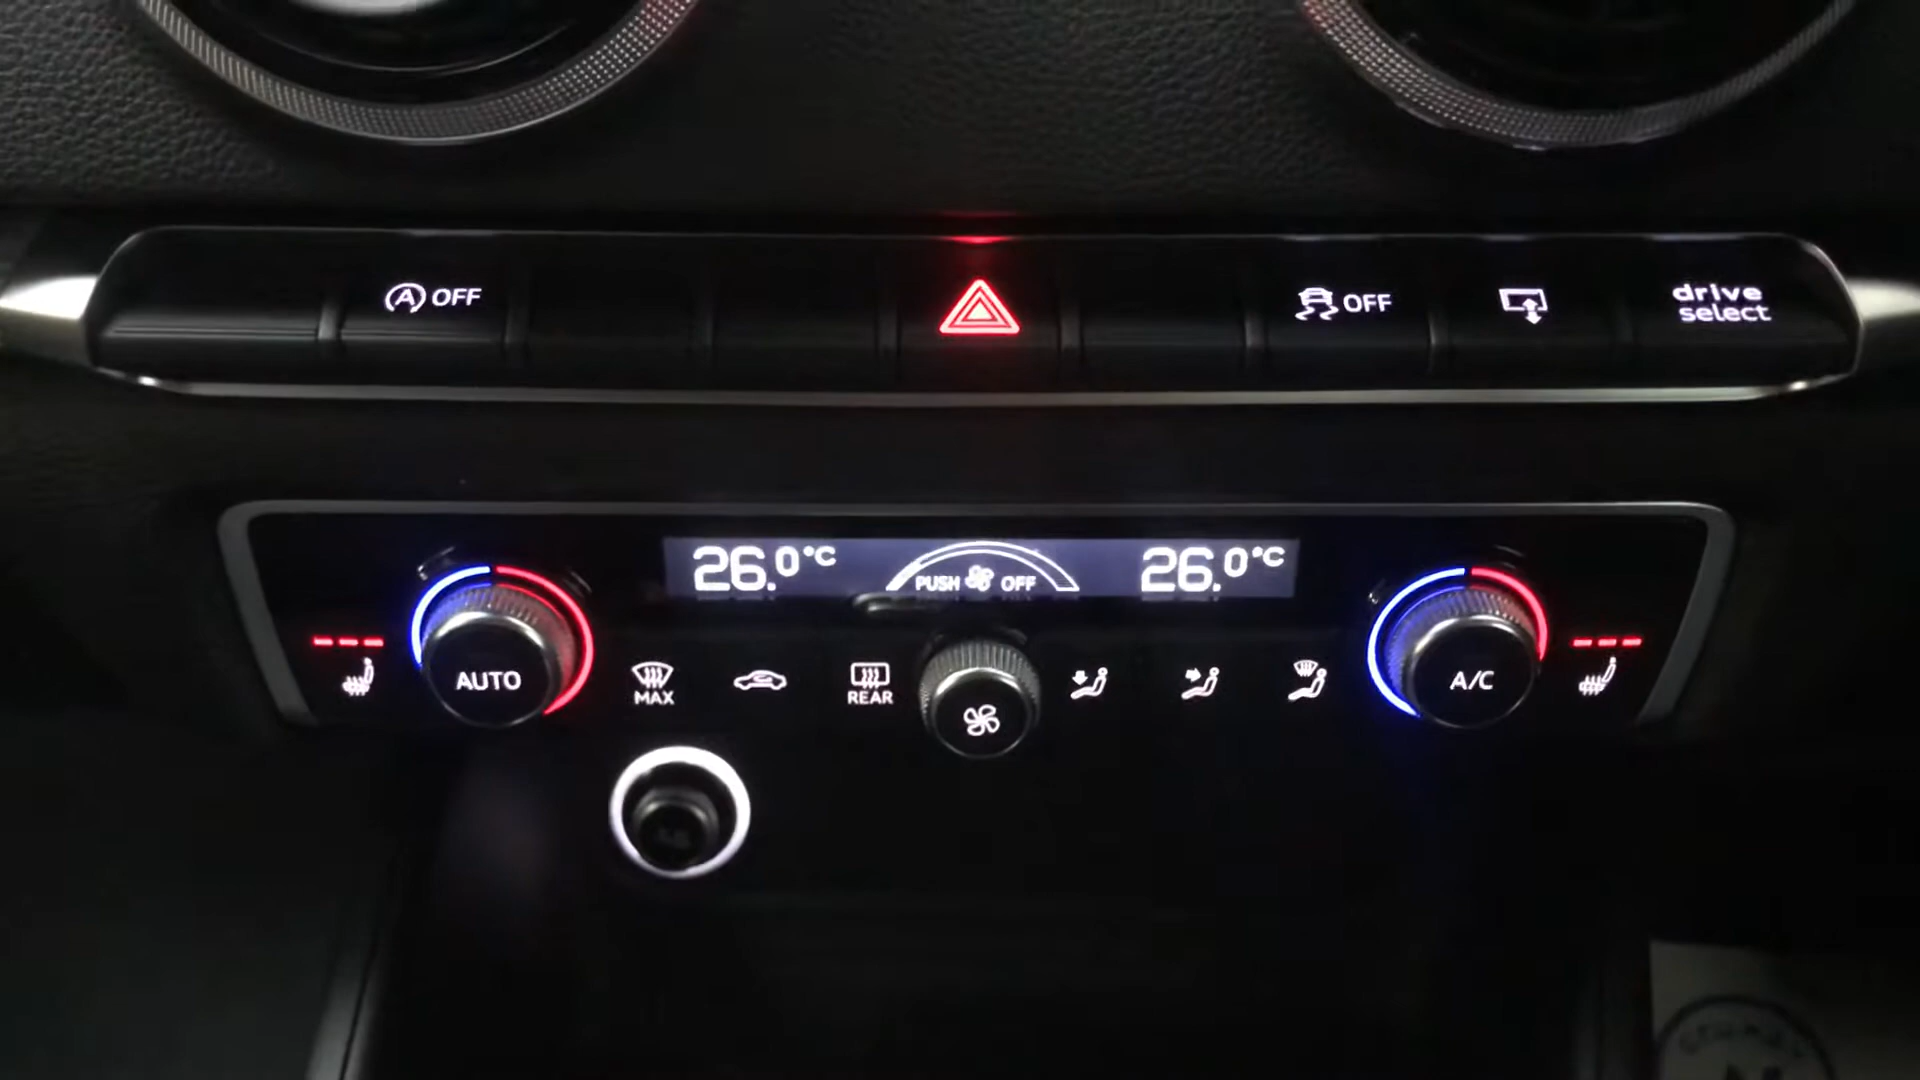 A OFF
OFF
drive
select
26.0°C
PUSH OFF
26.0°C
AUTO
MAX
REAR
A/C